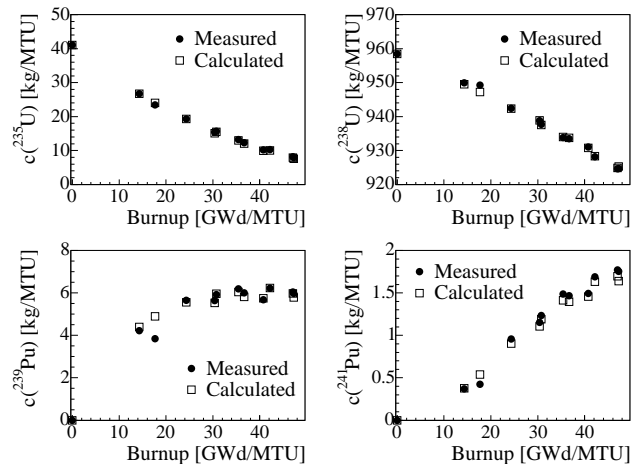 50
40
30
20
10
0
c(235U) [kg/MTU]
Measured
Calculated
0 10 20 30 40
Burnup [GWd/MTU]
960
950
940
930
920
c(238U) [kg/MTU]
Measured
Calculated
0 10 20 30 40
Burnup [GWd/MTU]
8
6
4
2
0
c(239Pu) [kg/MTU]
Measured
Calculated
0 10 20 30 40
Burnup [GWd/MTU]
2
1.5
1
0.5
0
c(241Pu) [kg/MTU]
Measured
Calculated
0 10 20 30 40
Burnup [GWd/MTU]